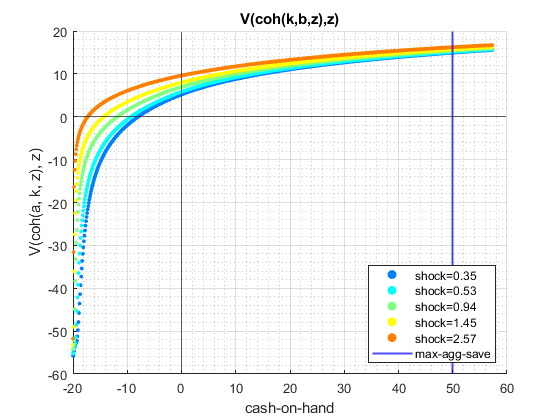 V(coh(k,b,z),z)
20
10
0
-10
-20
-30
-40
-50
-60
V(coh(a, k, z), z)
shock=0.35
shock=0.53
shock=0.94
shock=1.45
shock=2.57
max-agg-save
-20
-10
0
10
20
30
40
50
60
cash-on-hand